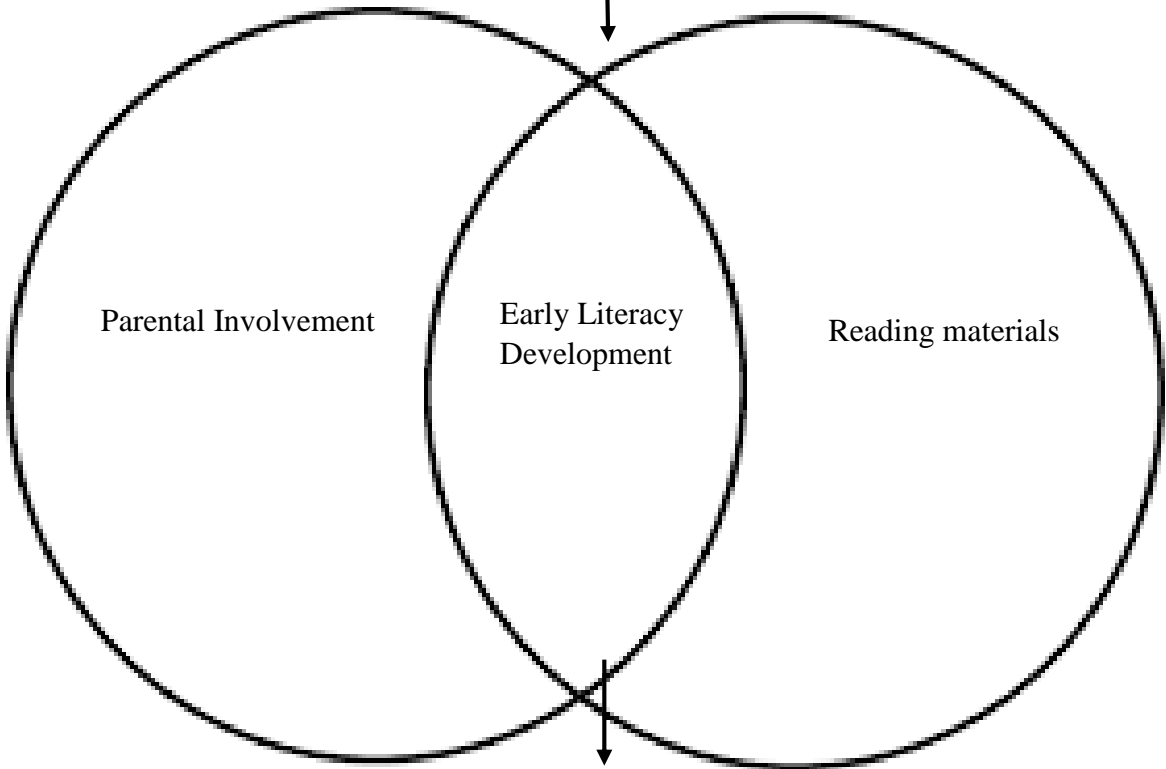 Parental Involvement
Early Literacy
Development
Reading materials